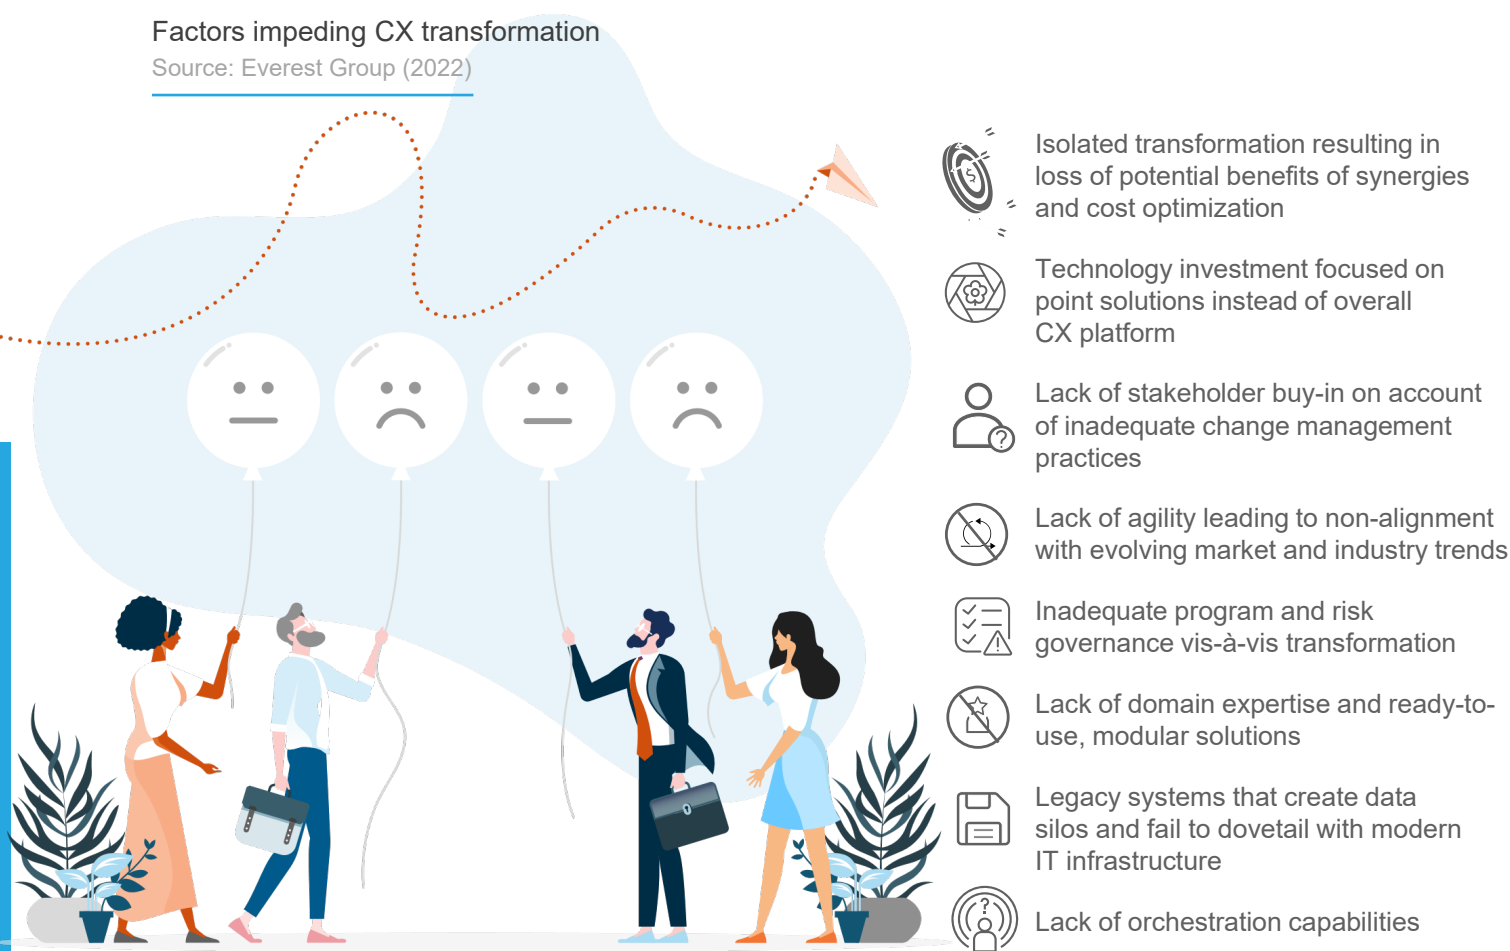 Factors impeding CX transformation
Source: Everest Group (2022)
Isolated transformation resulting in
loss of potential benefits of synergies
and cost optimization
Technology investment focused on
point solutions instead of overall
CX platform
Lack of stakeholder buy-in on account
of inadequate change management
practices
Lack of agility leading to non-alignment
with evolving market and industry trends
Inadequate program and risk
governance vis-à-vis transformation
Lack of domain expertise and ready-to-
use, modular solutions
Legacy systems that create data
silos and fail to dovetail with modern
IT infrastructure
Lack of orchestration capabilities